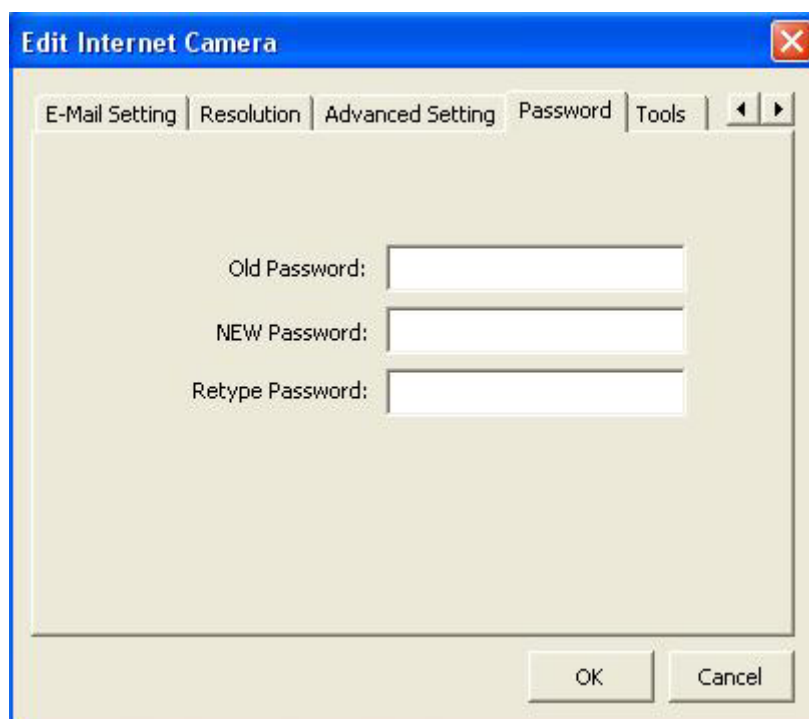 Edit Internet Camera
E-Mail Setting Resolution Advanced Setting Password Tools
Old Password:
NEW Password:
Retype Password:
OK Cancel